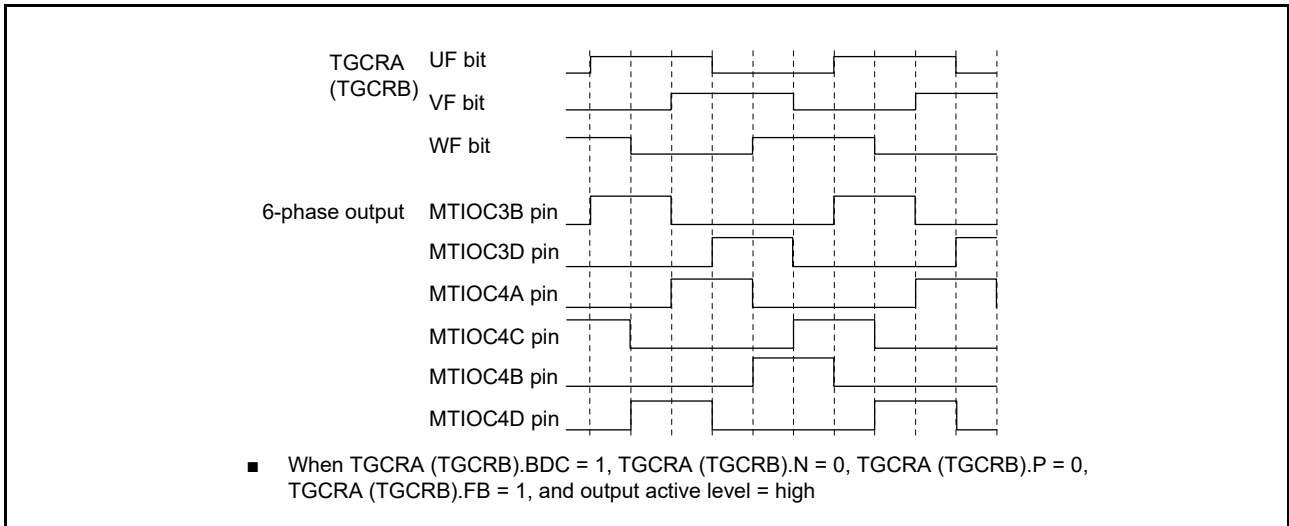 TGCRA (TGCRB)
UF bit
VF bit
WF bit
6-phase output
MTIOC3B pin
MTIOC3D pin
MTIOC4A pin
MTIOC4C pin
MTIOC4B pin
MTIOC4D pin
■ When TGCRA (TGCRB).BDC = 1, TGCRA (TGCRB).N = 0, TGCRA (TGCRB).P = 0,
TGCRA (TGCRB).FB = 1, and output active level = high